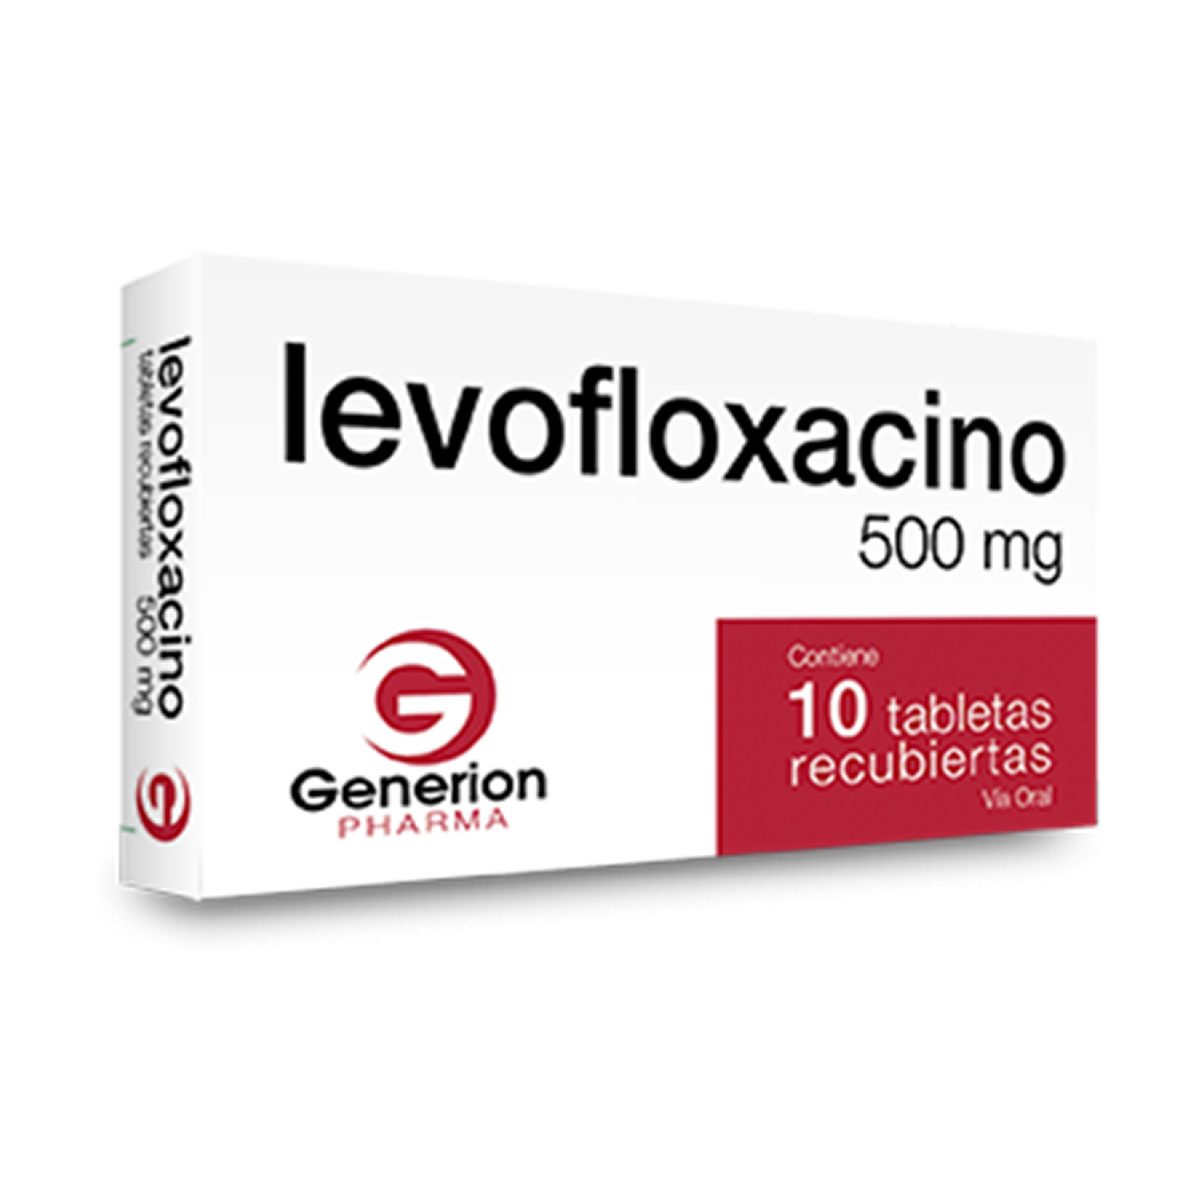 levofloxacino
500 mg
Contiene
10 tabletas
recubiertas
Vía Oral
G
Generion
PHARMA
levofloxacino
tabletas recubiertas 500 mg
G